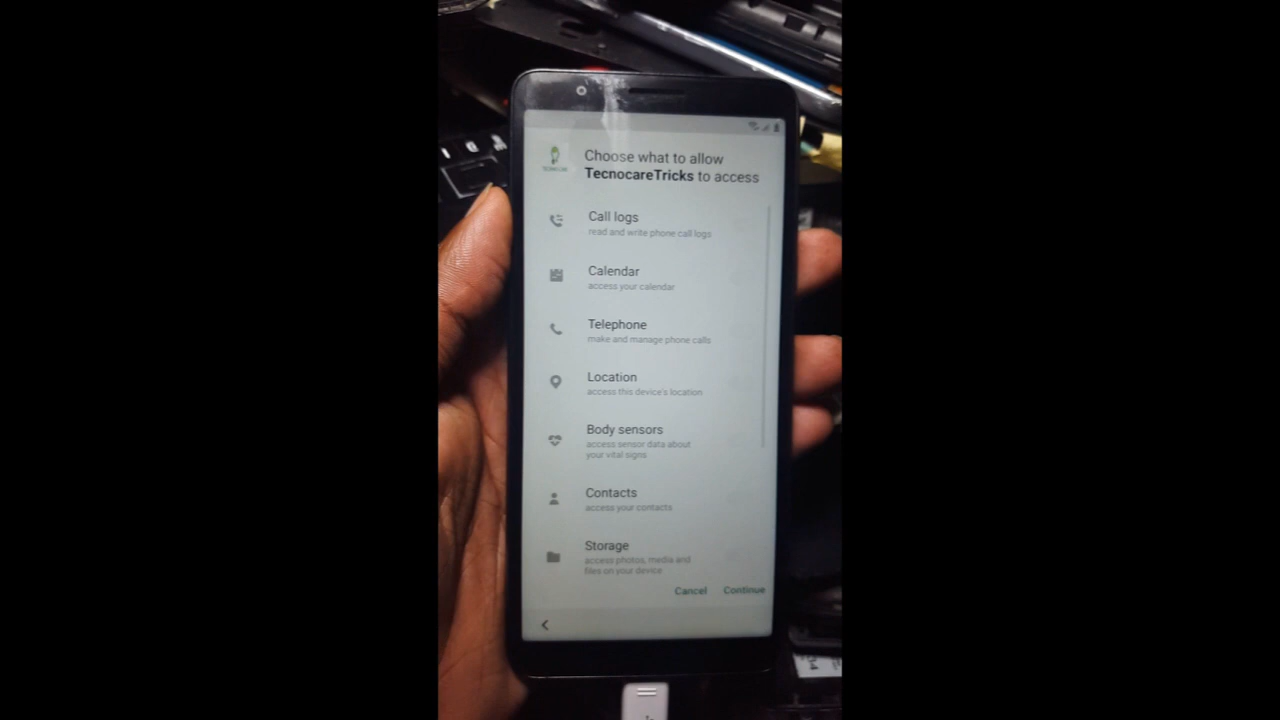 Choose what to allow
TecnocareTricks to access
Call logs
read and write phone call logs
Calendar
access your calendar
Telephone
make and manage phone calls
Location
access this device's location
Body sensors
access sensor data about
your vital signs
Contacts
access your contacts
Storage
access photos, media and
files on your device
Cancel Continue